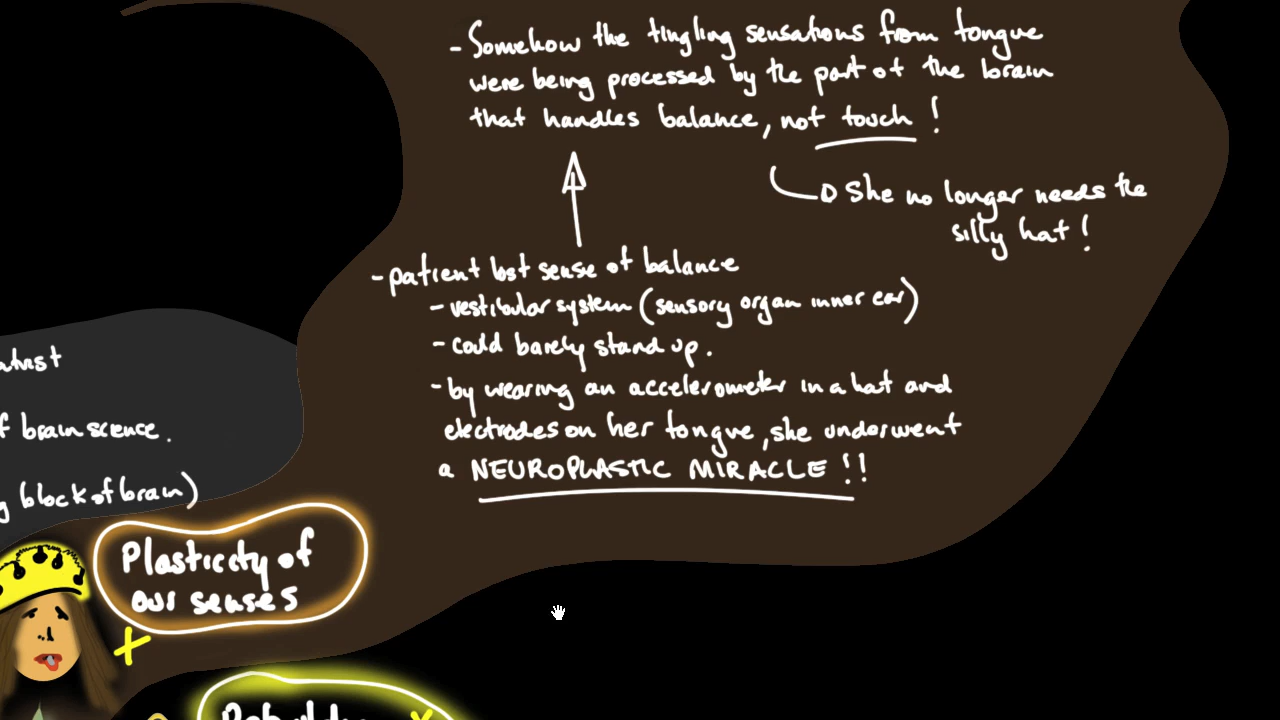 - Somehow the tingling sensations from tongue
were being processed by the part of the brain
that handles balance, not touch!
She no longer needs the
silly hat!
- patient lost sense of balance
- vestibular system (sensory organ inner ear)
- could barely stand up.
- by wearing an accelerometer in a hat and
electrodes on her tongue, she underwent
a NEUROPLASTIC MIRACLE!!
f brain science.
block of brain)
Plasticity of
our senses